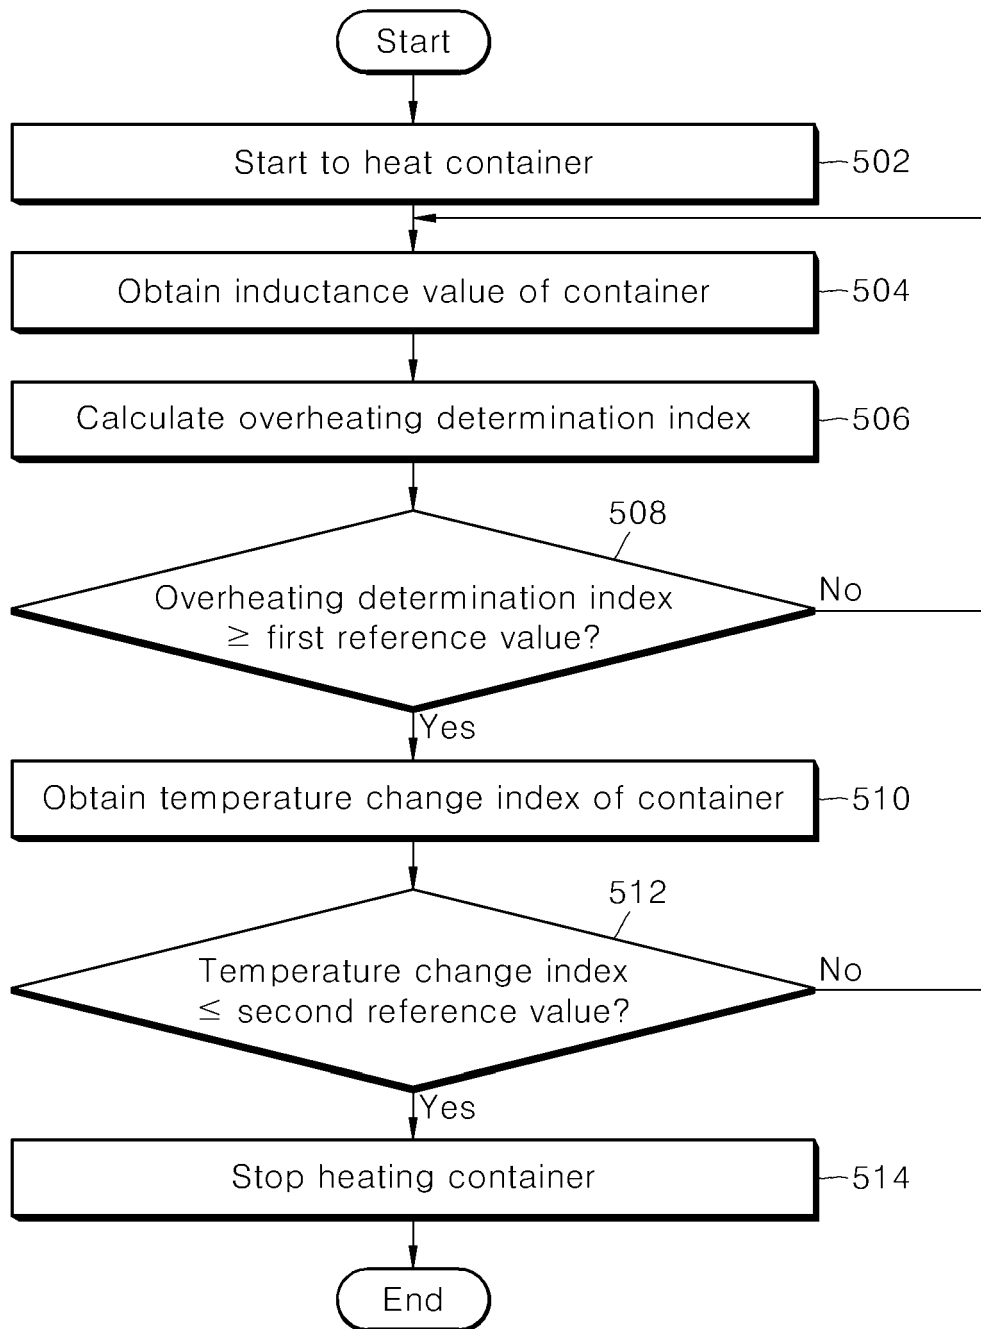 Start
Start to heat container
502
Obtain inductance value of container
504
Calculate overheating determination index
506
508
Overheating determination index
≥ first reference value?
No
Yes
Obtain temperature change index of container
510
512
Temperature change index
≤ second reference value?
No
Yes
Stop heating container
514
End